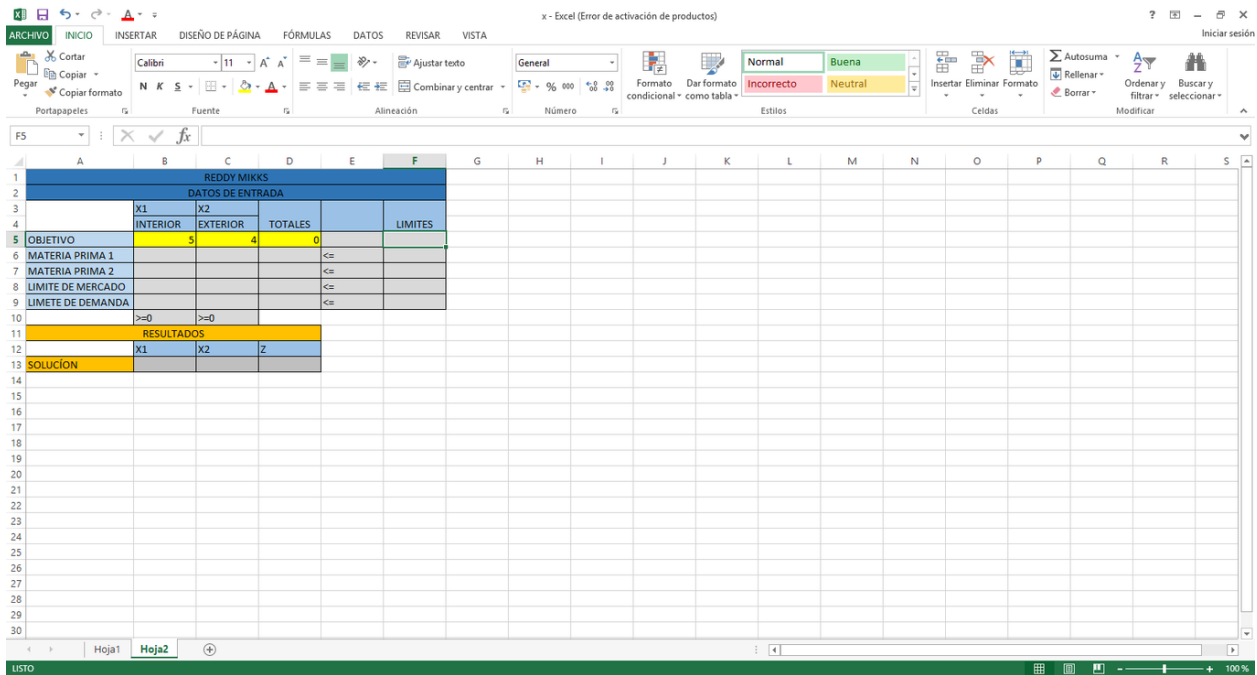 x - Excel (Error de activación de productos)
ARCHIVO INICIO INSERTAR DISEÑO DE PÁGINA FÓRMULAS DATOS REVISAR VISTA Iniciar sesión
Pegar
Cortar
Copiar
Copiar formato
Portapapeles
Calibri 11
N K S A
Fuente
Ajustar texto
Combinar y centrar
Alineación
General
% 000
Número
Formato condicional
Dar formato como tabla
Normal Buena
Incorrecto Neutral
Estilos
Insertar Eliminar Formato
Celdas
Autosuma
Rellenar
Borrar
Ordenar y filtrar
Buscar y seleccionar
Modificar
F5 fx
A B C D E F G H I J K L M N O P Q R S
1 REDDY MIKKS
2 DATOS DE ENTRADA
3 X1 X2
4 INTERIOR EXTERIOR TOTALES LIMITES
5 OBJETIVO 5 4 0
6 MATERIA PRIMA 1 <=
7 MATERIA PRIMA 2 <=
8 LIMITE DE MERCADO <=
9 LIMETE DE DEMANDA <=
10 >=0 >=0
11 RESULTADOS
12 X1 X2 Z
13 SOLUCÍON
14
15
16
17
18
19
20
21
22
23
24
25
26
27
28
29
30
Hoja1 Hoja2
LISTO 100 %